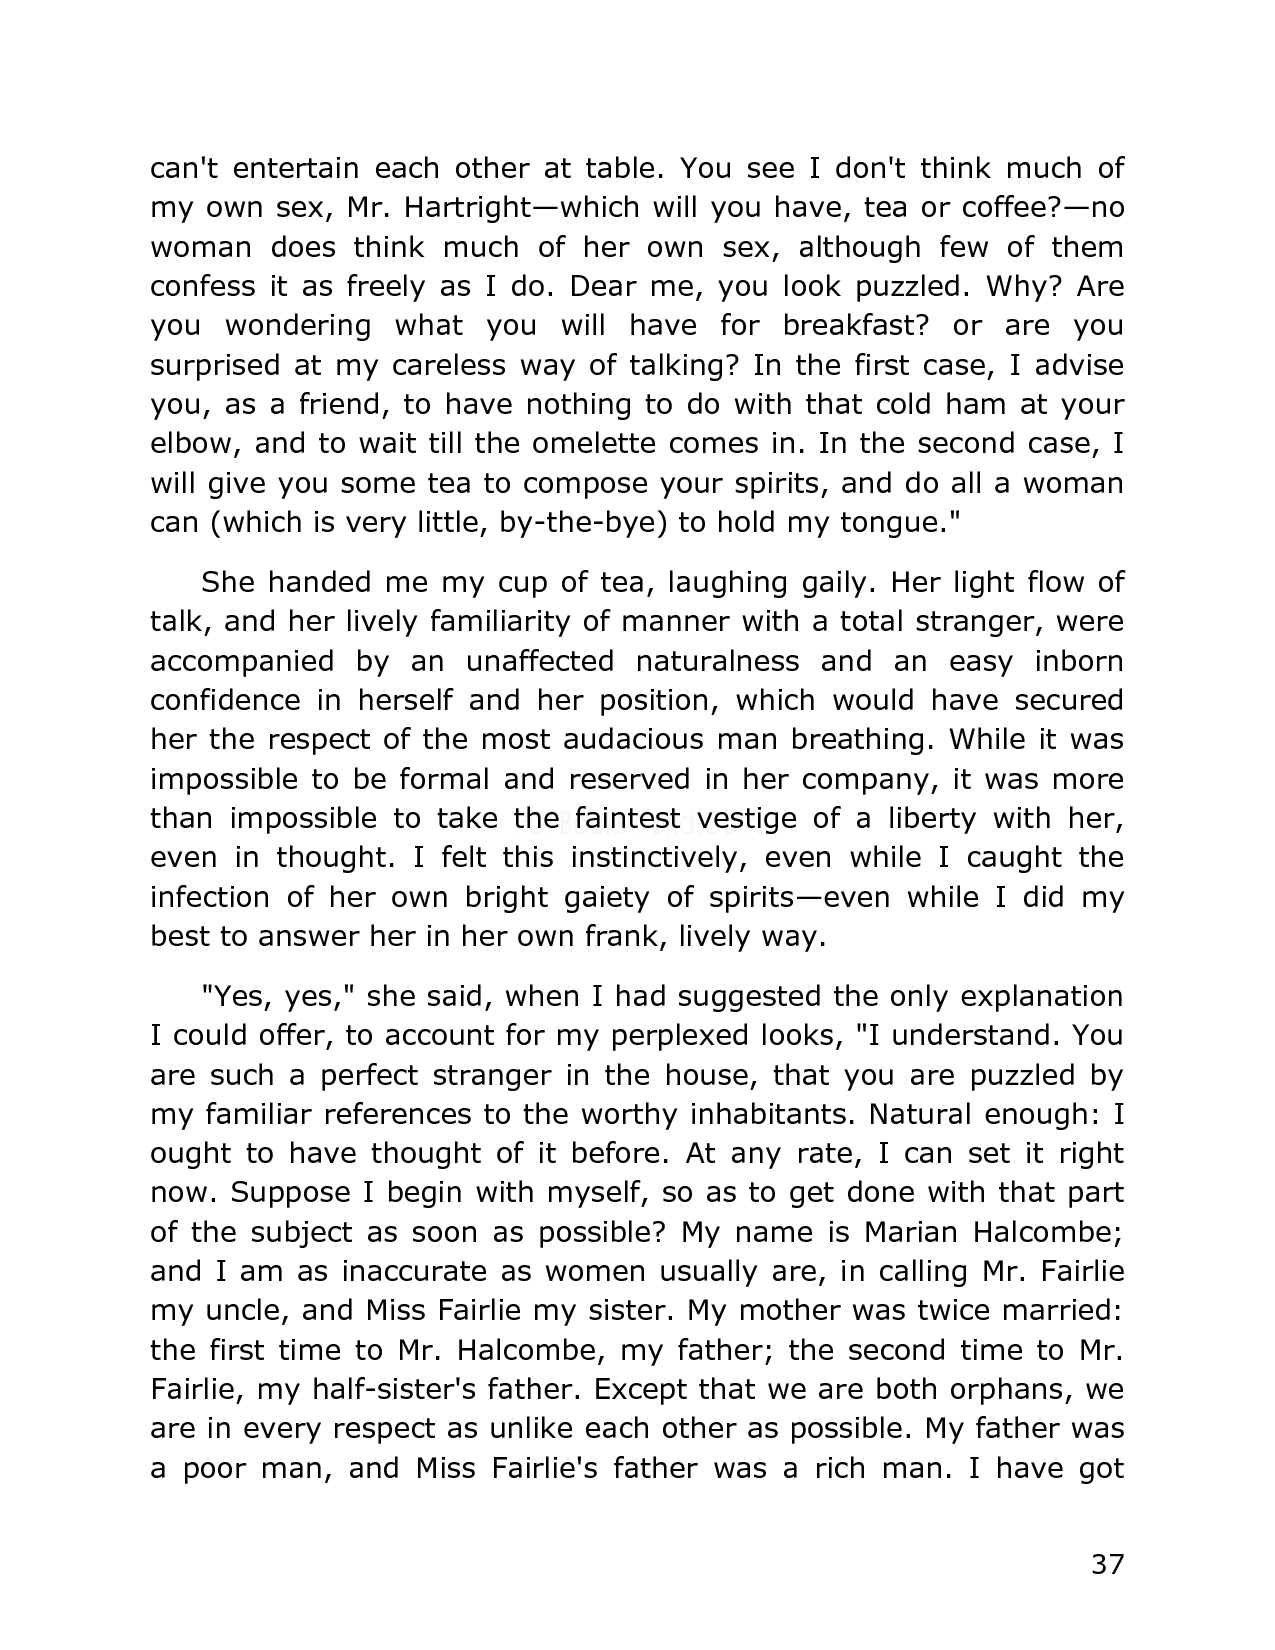 can't entertain each other at table. You see I don't think much of
my own sex, Mr. Hartright—which will you have, tea or coffee?—no
woman does think much of her own sex, although few of them
confess it as freely as I do. Dear me, you look puzzled. Why? Are
you wondering what you will have for breakfast? or are you
surprised at my careless way of talking? In the first case, I advise
you, as a friend, to have nothing to do with that cold ham at your
elbow, and to wait till the omelette comes in. In the second case, I
will give you some tea to compose your spirits, and do all a woman
can (which is very little, by-the-bye) to hold my tongue."
She handed me my cup of tea, laughing gaily. Her light flow of
talk, and her lively familiarity of manner with a total stranger, were
accompanied by an unaffected naturalness and an easy inborn
confidence in herself and her position, which would have secured
her the respect of the most audacious man breathing. While it was
impossible to be formal and reserved in her company, it was more
than impossible to take the faintest vestige of a liberty with her,
even in thought. I felt this instinctively, even while I caught the
infection of her own bright gaiety of spirits—even while I did my
best to answer her in her own frank, lively way.
"Yes, yes," she said, when I had suggested the only explanation
I could offer, to account for my perplexed looks, "I understand. You
are such a perfect stranger in the house, that you are puzzled by
my familiar references to the worthy inhabitants. Natural enough: I
ought to have thought of it before. At any rate, I can set it right
now. Suppose I begin with myself, so as to get done with that part
of the subject as soon as possible? My name is Marian Halcombe;
and I am as inaccurate as women usually are, in calling Mr. Fairlie
my uncle, and Miss Fairlie my sister. My mother was twice married:
the first time to Mr. Halcombe, my father; the second time to Mr.
Fairlie, my half-sister's father. Except that we are both orphans, we
are in every respect as unlike each other as possible. My father was
a poor man, and Miss Fairlie's father was a rich man. I have got
37